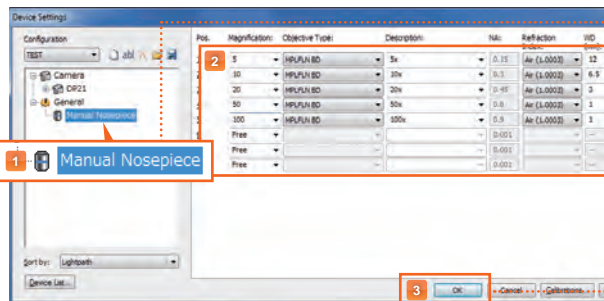 Device Settings
Configuration
TEST
abl
Camera
DP21
General
Manual Nosepiece
1 Manual Nosepiece
Sort by: Lightpath
Device List...
2
Pos. Magnification: Objective Type: Description: NA: Refraction Index: WD
5 MPLFLN BD 5x 0.15 Air (1.0003) 12
10 MPLFLN BD 10x 0.3 Air (1.0003) 6.5
20 MPLFLN BD 20x 0.45 Air (1.0003) 3
50 MPLFLN BD 50x 0.8 Air (1.0003) 1
100 MPLFLN BD 100x 0.9 Air (1.0003) 1
Free 0.001
Free 0.001
Free 0.001
3 OK Cancel Calibrations...